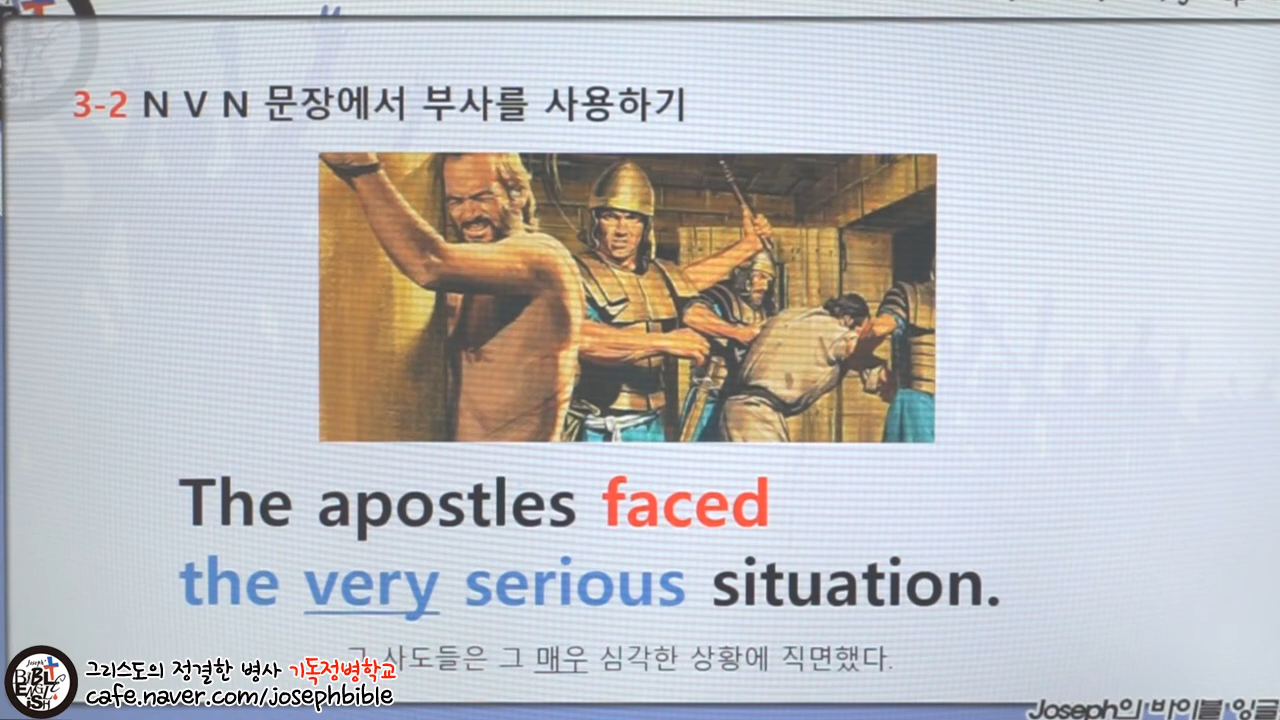 3-2 N V N 문장에서 부사를 사용하기
The apostles faced
the very serious situation.
그 사도들은 그 매우 심각한 상황에 직면했다.
Joseph's
BIBLE
ENGLISH
그리스도의 정결한 병사 기독정병학교
cafe.naver.com/josephbible
Joseph의 바이블 잉글